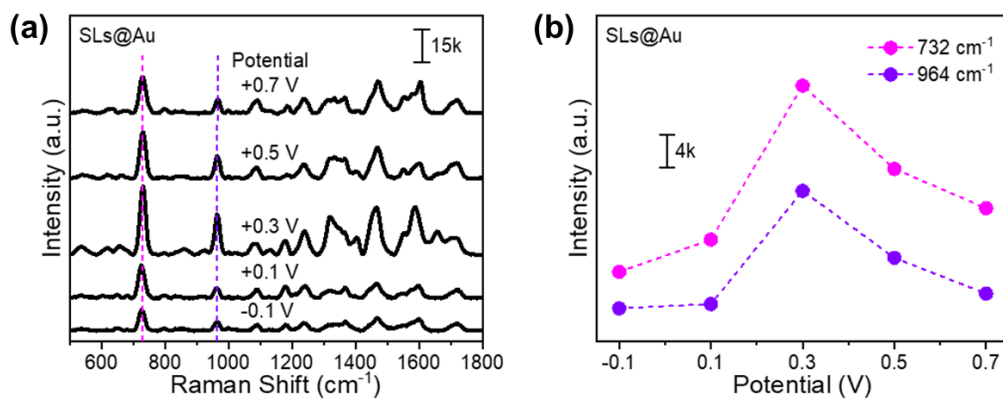 (a)
SLs@Au
15k
Potential
+0.7 V
+0.5 V
+0.3 V
+0.1 V
-0.1 V
Intensity (a.u.)
600 800 1000 1200 1400 1600 1800
Raman Shift (cm⁻¹)
(b)
SLs@Au
732 cm⁻¹
964 cm⁻¹
4k
Intensity (a.u.)
-0.1 0.1 0.3 0.5 0.7
Potential (V)